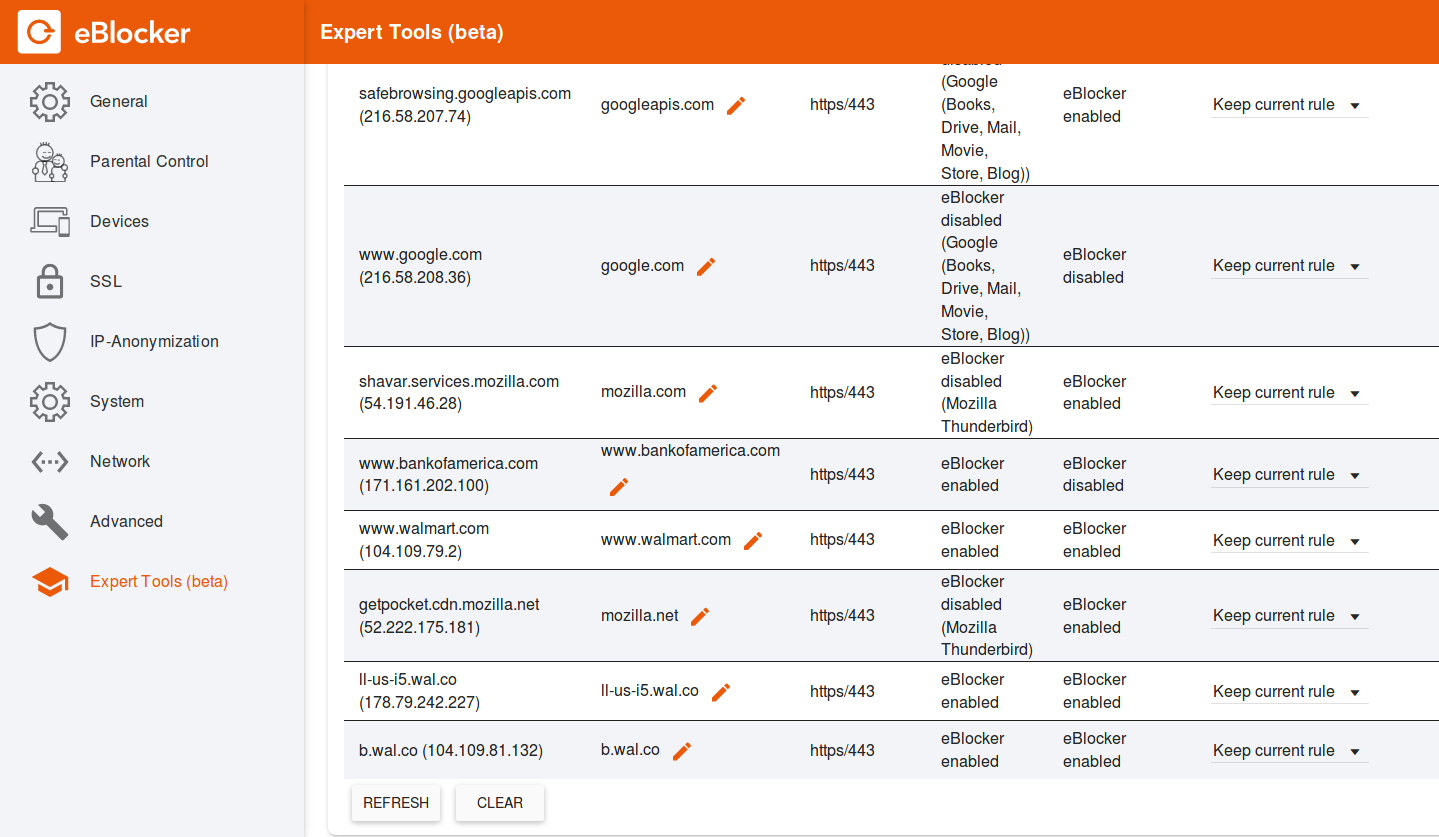 eBlocker
Expert Tools (beta)
General
Parental Control
Devices
SSL
IP-Anonymization
System
Network
Advanced
Expert Tools (beta)
safebrowsing.googleapis.com
(216.58.207.74)
googleapis.com
https/443
disabled
(Google
(Books,
Drive, Mail,
Movie,
Store, Blog))
eBlocker
enabled
Keep current rule
www.google.com
(216.58.208.36)
google.com
https/443
eBlocker
disabled
(Google
(Books,
Drive, Mail,
Movie,
Store, Blog))
eBlocker
disabled
Keep current rule
shavar.services.mozilla.com
(54.191.46.28)
mozilla.com
https/443
eBlocker
disabled
(Mozilla
Thunderbird)
eBlocker
enabled
Keep current rule
www.bankofamerica.com
(171.161.202.100)
www.bankofamerica.com
https/443
eBlocker
enabled
eBlocker
disabled
Keep current rule
www.walmart.com
(104.109.79.2)
www.walmart.com
https/443
eBlocker
enabled
eBlocker
enabled
Keep current rule
getpocket.cdn.mozilla.net
(52.222.175.181)
mozilla.net
https/443
eBlocker
disabled
(Mozilla
Thunderbird)
eBlocker
enabled
Keep current rule
ll-us-i5.wal.co
(178.79.242.227)
ll-us-i5.wal.co
https/443
eBlocker
enabled
eBlocker
enabled
Keep current rule
b.wal.co (104.109.81.132)
b.wal.co
https/443
eBlocker
enabled
eBlocker
enabled
Keep current rule
REFRESH
CLEAR